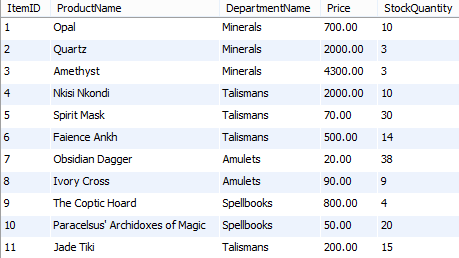 ItemID ProductName DepartmentName Price StockQuantity
1 Opal Minerals 700.00 10
2 Quartz Minerals 2000.00 3
3 Amethyst Minerals 4300.00 3
4 Nkisi Nkondi Talismans 2000.00 10
5 Spirit Mask Talismans 70.00 30
6 Faience Ankh Talismans 500.00 14
7 Obsidian Dagger Amulets 20.00 38
8 Ivory Cross Amulets 90.00 9
9 The Coptic Hoard Spellbooks 800.00 4
10 Paracelsus' Archidoxes of Magic Spellbooks 50.00 20
11 Jade Tiki Talismans 200.00 15